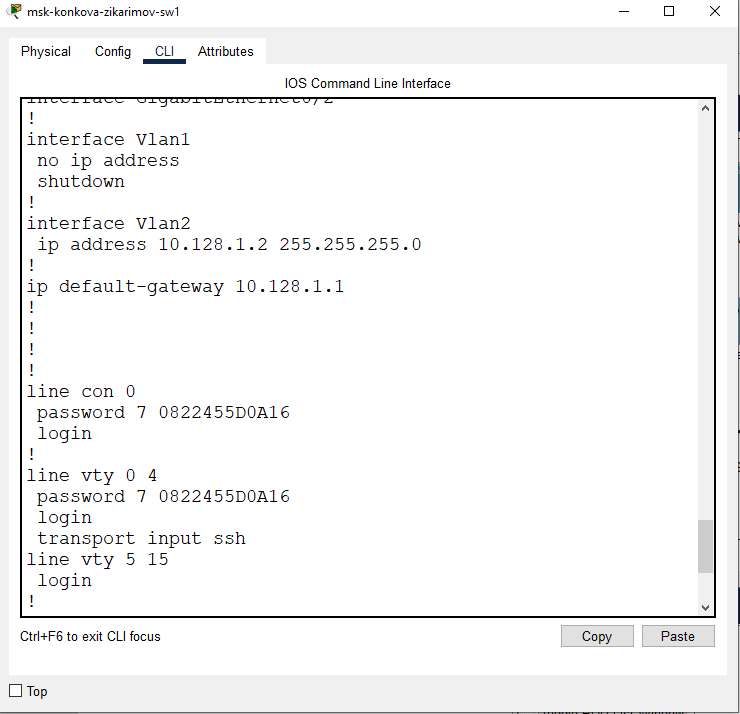 msk-konkova-zikarimov-sw1
Physical Config CLI Attributes
IOS Command Line Interface
interface GigabitEthernet0/2
!
interface Vlan1
 no ip address
 shutdown
!
interface Vlan2
 ip address 10.128.1.2 255.255.255.0
!
ip default-gateway 10.128.1.1
!
!
!
!
line con 0
 password 7 0822455D0A16
 login
!
line vty 0 4
 password 7 0822455D0A16
 login
 transport input ssh
line vty 5 15
 login
!
Ctrl+F6 to exit CLI focus
Copy Paste
Top